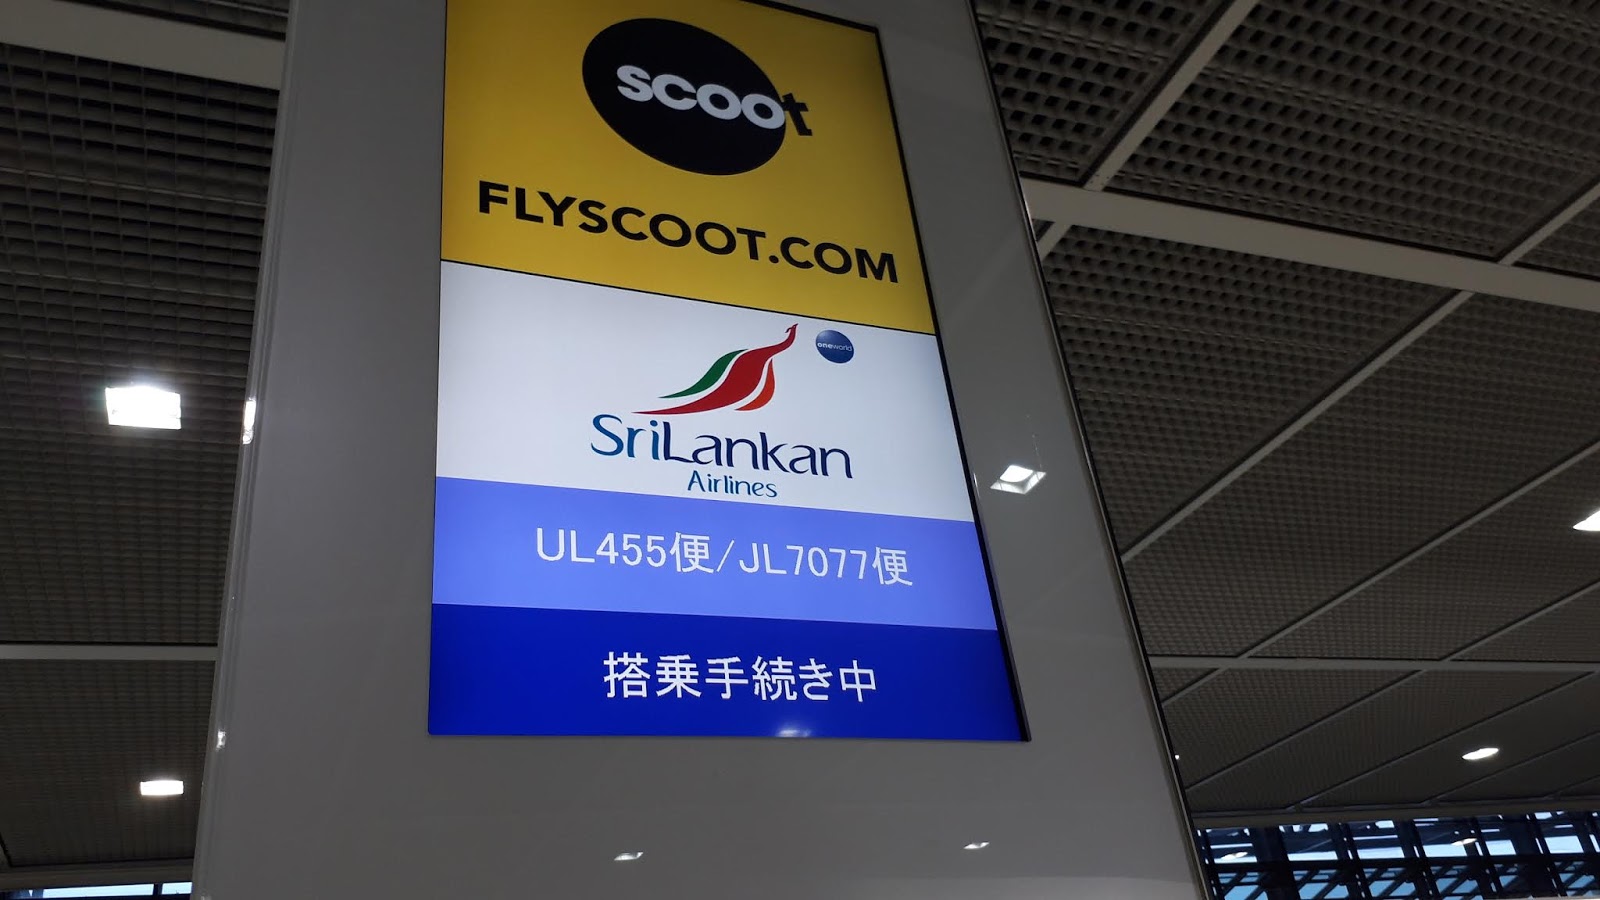 scoot
FLYSCOOT.COM
oneworld
SriLankan
Airlines
UL455便/JL7077便
搭乗手続き中